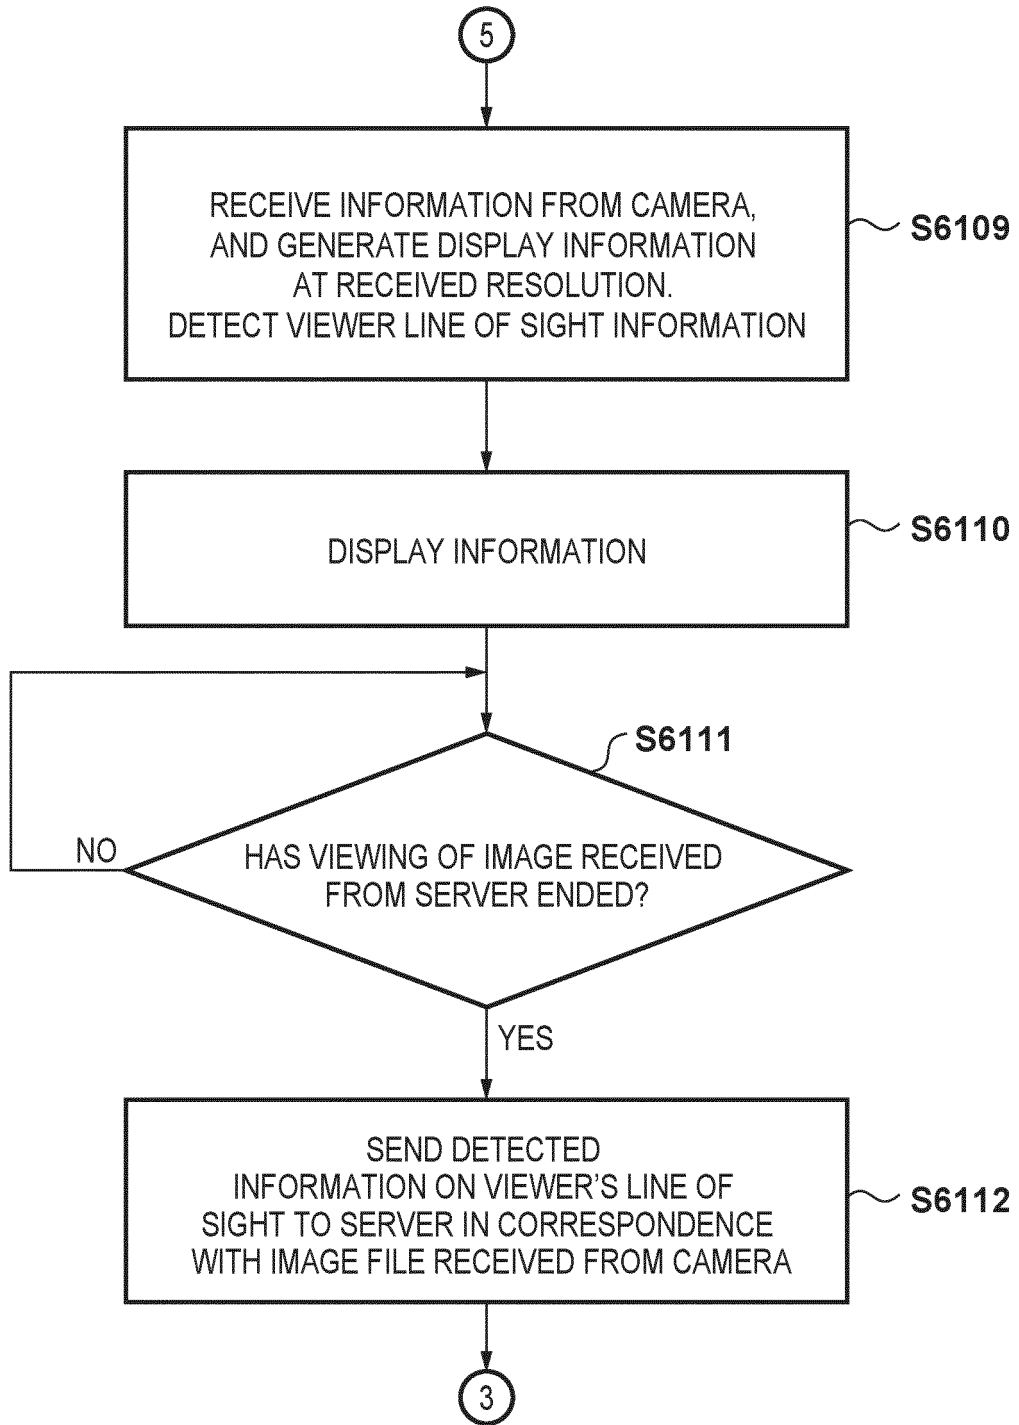 5
RECEIVE INFORMATION FROM CAMERA,
AND GENERATE DISPLAY INFORMATION
AT RECEIVED RESOLUTION.
DETECT VIEWER LINE OF SIGHT INFORMATION
S6109
DISPLAY INFORMATION
S6110
S6111
HAS VIEWING OF IMAGE RECEIVED
FROM SERVER ENDED?
NO
YES
SEND DETECTED
INFORMATION ON VIEWER'S LINE OF
SIGHT TO SERVER IN CORRESPONDENCE
WITH IMAGE FILE RECEIVED FROM CAMERA
S6112
3